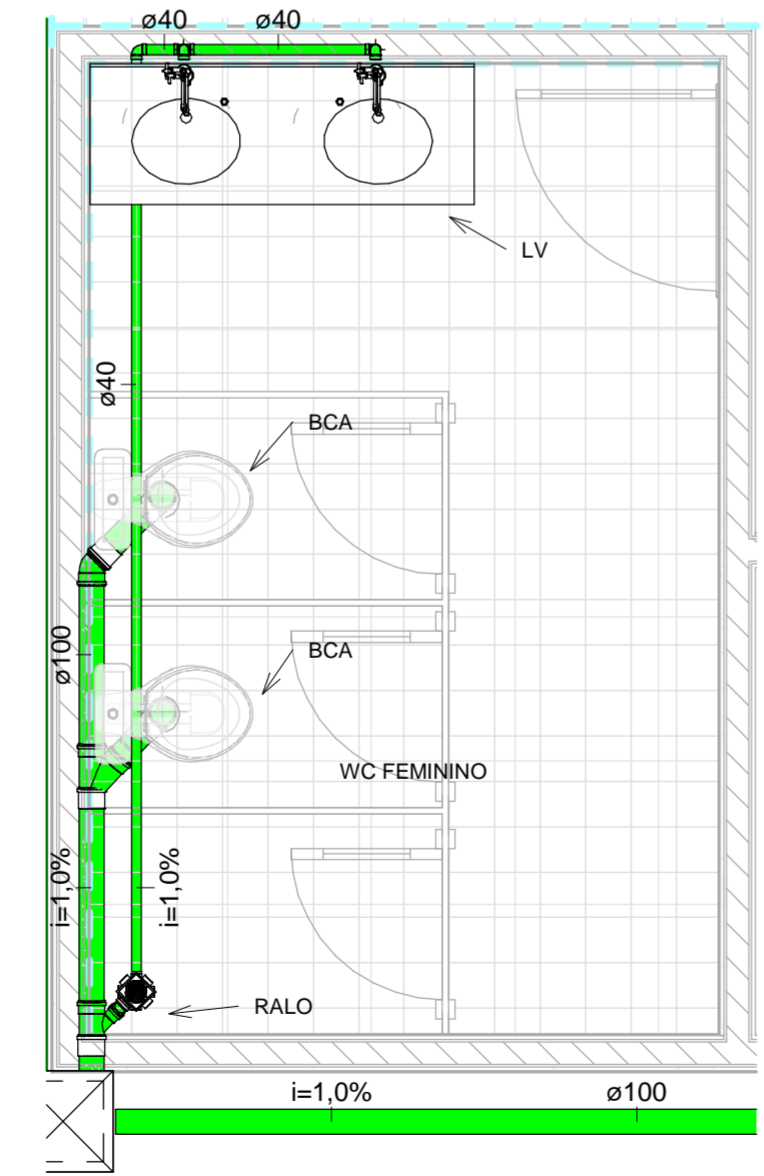 ø40
ø40
LV
ø40
BCA
ø100
BCA
WC FEMININO
i=1,0%
i=1,0%
RALO
i=1,0%
ø100